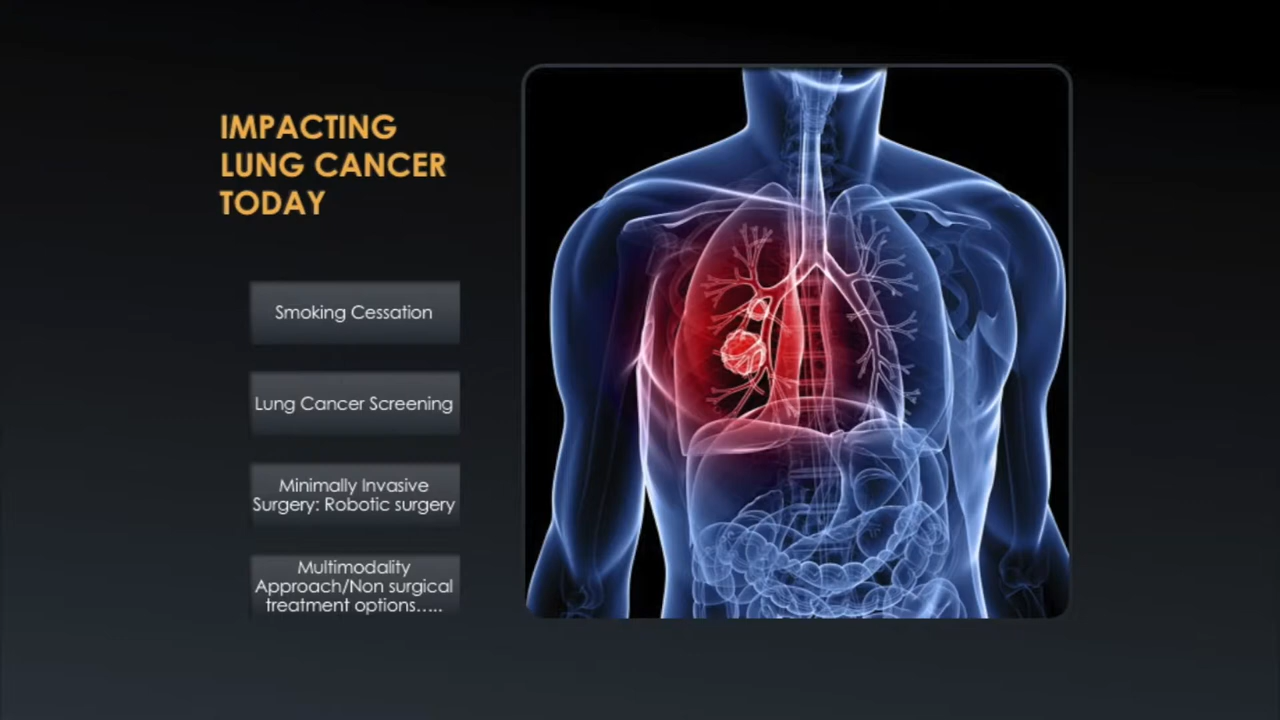 IMPACTING
LUNG CANCER
TODAY
Smoking Cessation
Lung Cancer Screening
Minimally Invasive
Surgery: Robotic surgery
Multimodality
Approach/Non surgical
treatment options.....